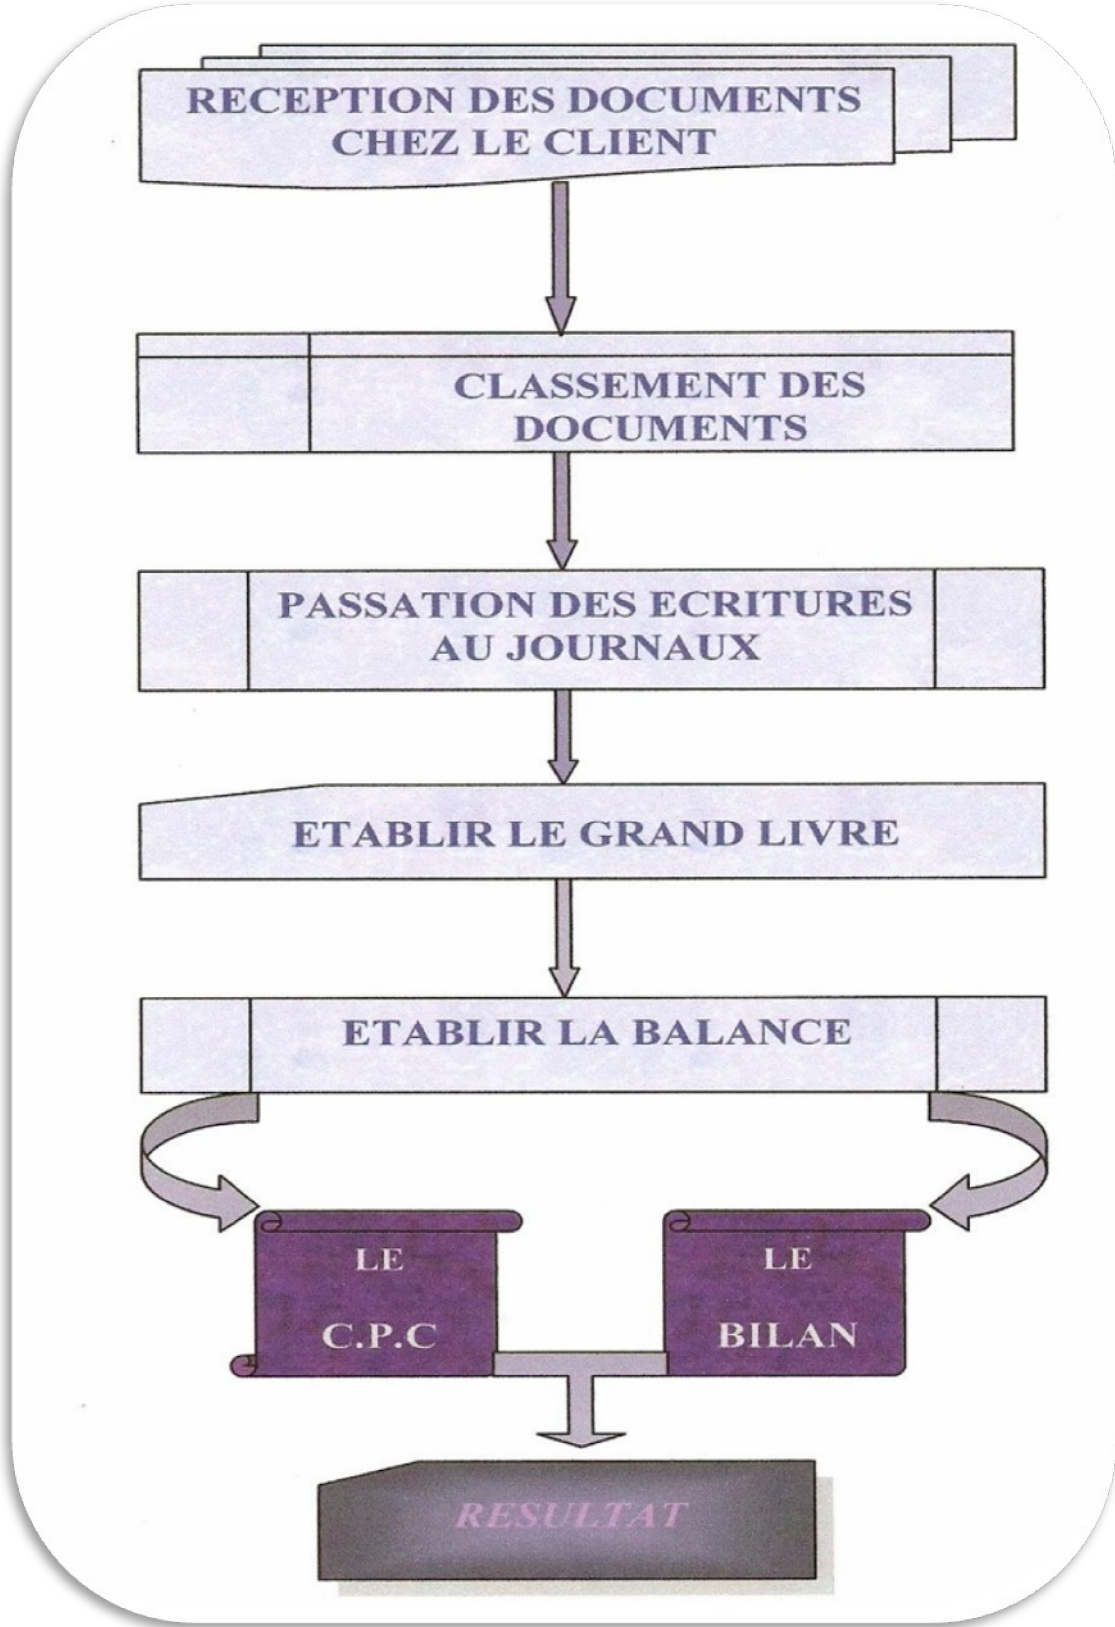 RECEPTION DES DOCUMENTS
CHEZ LE CLIENT
CLASSEMENT DES
DOCUMENTS
PASSATION DES ECRITURES
AU JOURNAUX
ETABLIR LE GRAND LIVRE
ETABLIR LA BALANCE
LE
C.P.C
LE
BILAN
RESULTAT